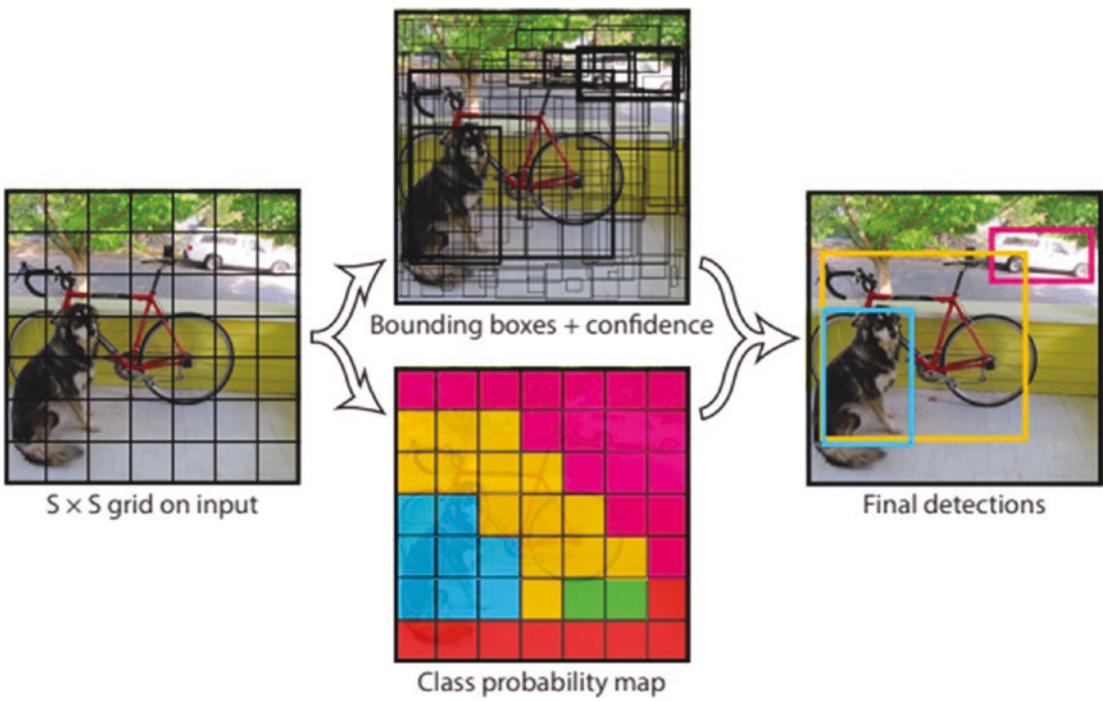 Bounding boxes + confidence
S × S grid on input
Final detections
Class probability map